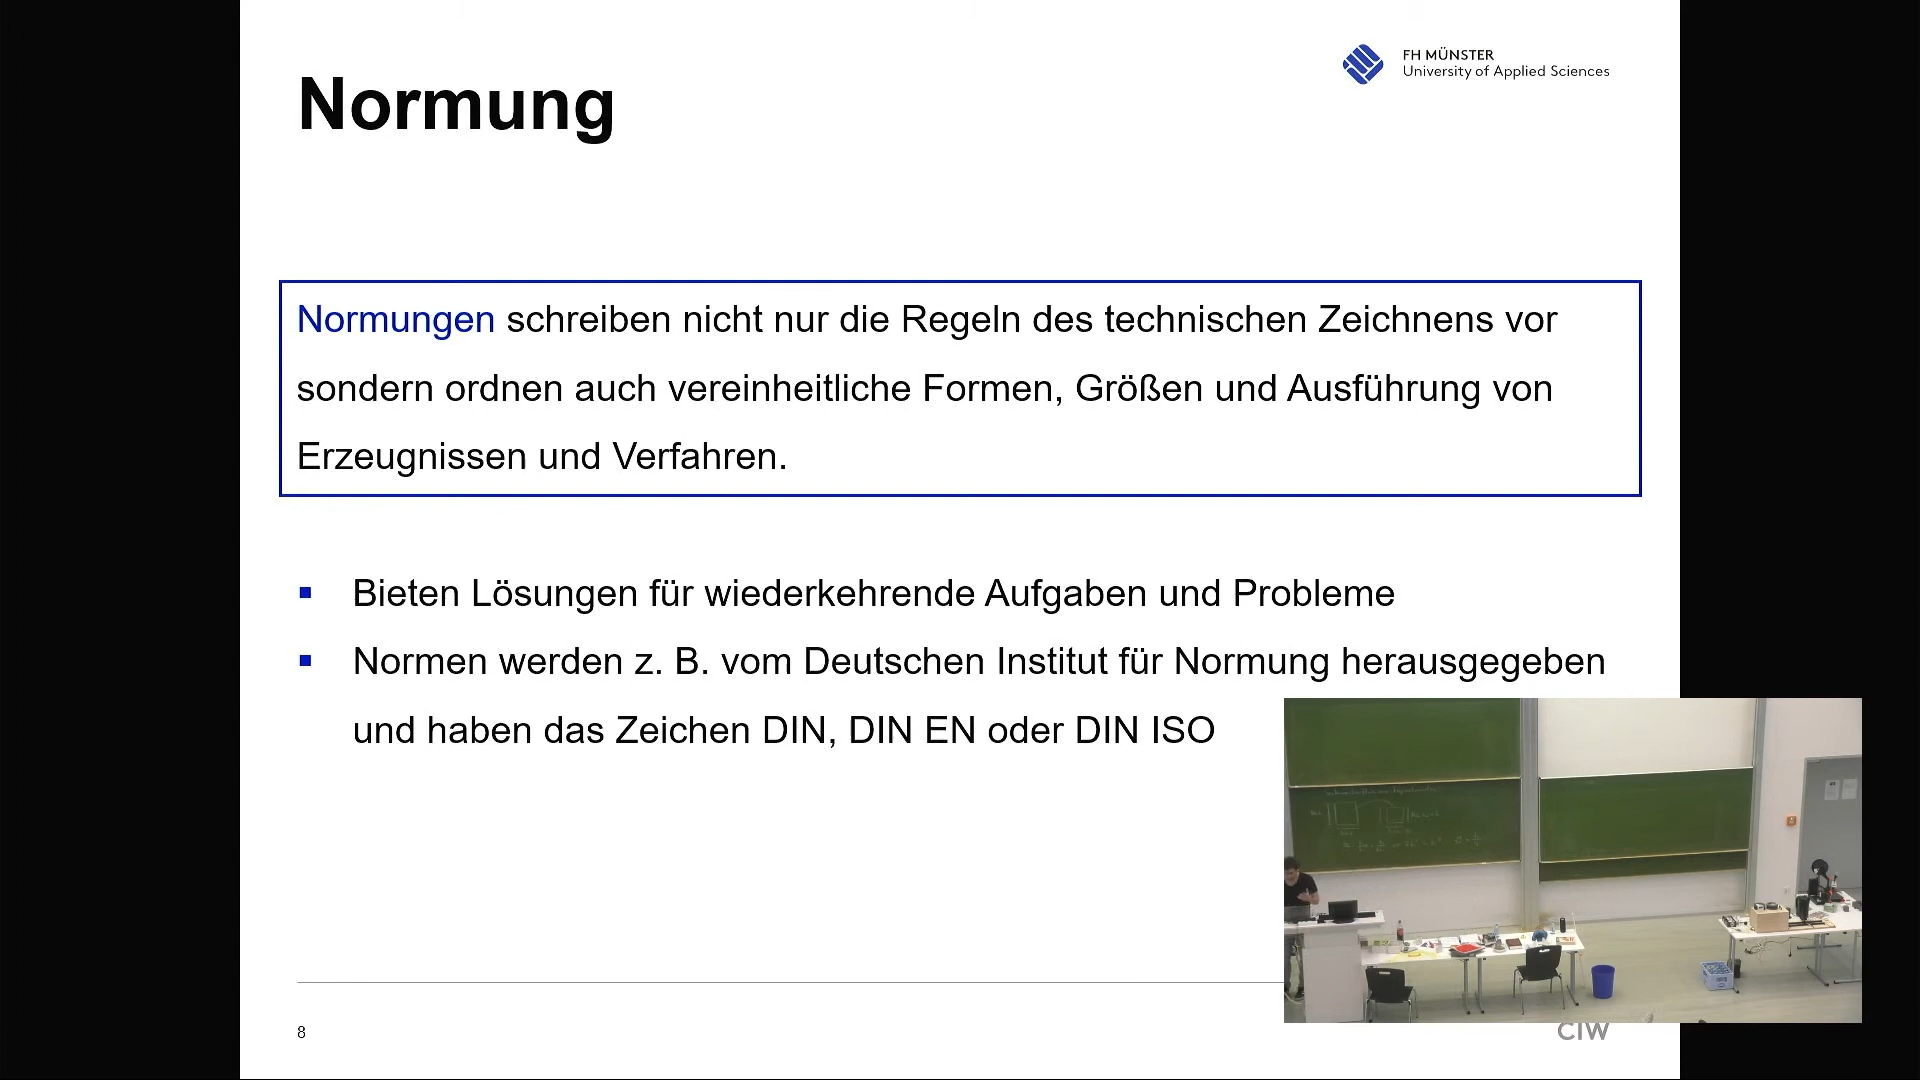 FH MÜNSTER
University of Applied Sciences
Normung
Normungen schreiben nicht nur die Regeln des technischen Zeichnens vor
sondern ordnen auch vereinheitliche Formen, Größen und Ausführung von
Erzeugnissen und Verfahren.
▪ Bieten Lösungen für wiederkehrende Aufgaben und Probleme
▪ Normen werden z. B. vom Deutschen Institut für Normung herausgegeben
und haben das Zeichen DIN, DIN EN oder DIN ISO
8
CIW